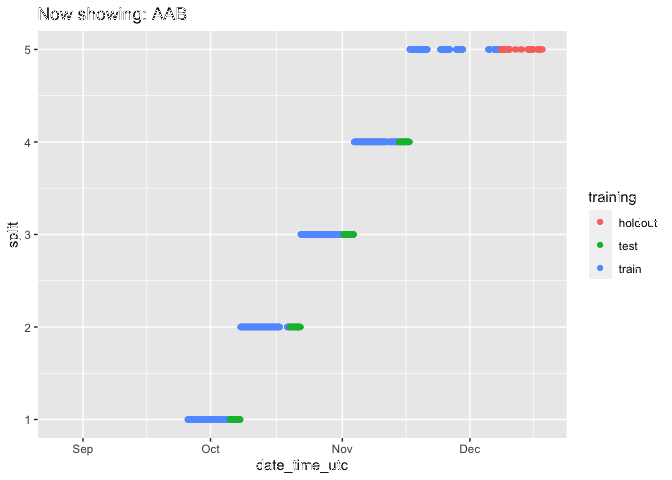 Now showing: AAB
5
4
3
2
1
split
Sep Oct Nov Dec
date_time_utc
training
holdout
test
train